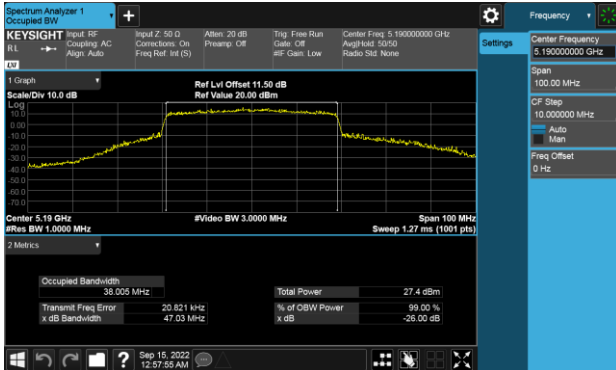 Spectrum Analyzer 1
Occupied BW
KEYSIGHT
RL
Input: RF
Coupling: AC
Align: Auto
Input Z: 50 Ω
Corrections: On
Freq Ref: Int (S)
Atten: 20 dB
Preamp: Off
Trig: Free Run
Gate: Off
#IF Gain: Low
Center Freq: 5.190000000 GHz
Avg|Hold: 50/50
Radio Std: None
LXI
1 Graph
Scale/Div 10.0 dB
Ref Lvl Offset 11.50 dB
Ref Value 20.00 dBm
Log
10.0
0.00
-10.0
-20.0
-30.0
-40.0
-50.0
-60.0
-70.0
Center 5.19 GHz
#Res BW 1.0000 MHz
#Video BW 3.0000 MHz
Span 100 MHz
Sweep 1.27 ms (1001 pts)
2 Metrics
Occupied Bandwidth
38.005 MHz
Transmit Freq Error 20.821 kHz
x dB Bandwidth 47.03 MHz
Total Power 27.4 dBm
% of OBW Power 99.00 %
x dB -26.00 dB
Sep 15, 2022
12:57:55 AM
Frequency
Settings
Center Frequency
5.190000000 GHz
Span
100.00 MHz
CF Step
10.000000 MHz
Auto
Man
Freq Offset
0 Hz